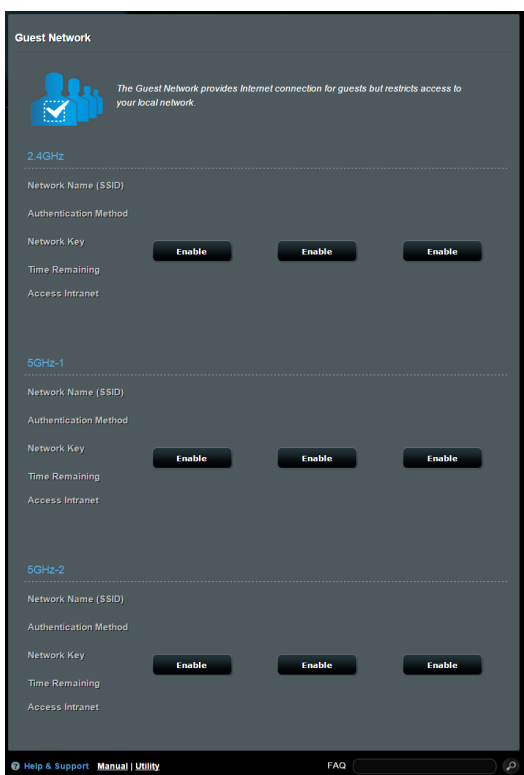 Guest Network
The Guest Network provides Internet connection for guests but restricts access to
your local network.
2.4GHz
Network Name (SSID)
Authentication Method
Network Key
Enable Enable Enable
Time Remaining
Access Intranet
5GHz-1
Network Name (SSID)
Authentication Method
Network Key
Enable Enable Enable
Time Remaining
Access Intranet
5GHz-2
Network Name (SSID)
Authentication Method
Network Key
Enable Enable Enable
Time Remaining
Access Intranet
? Help & Support Manual | Utility FAQ